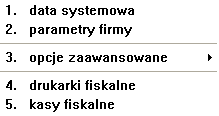 1. data systemowa
2. parametry firmy
3. opcje zaawansowane
4. drukarki fiskalne
5. kasy fiskalne